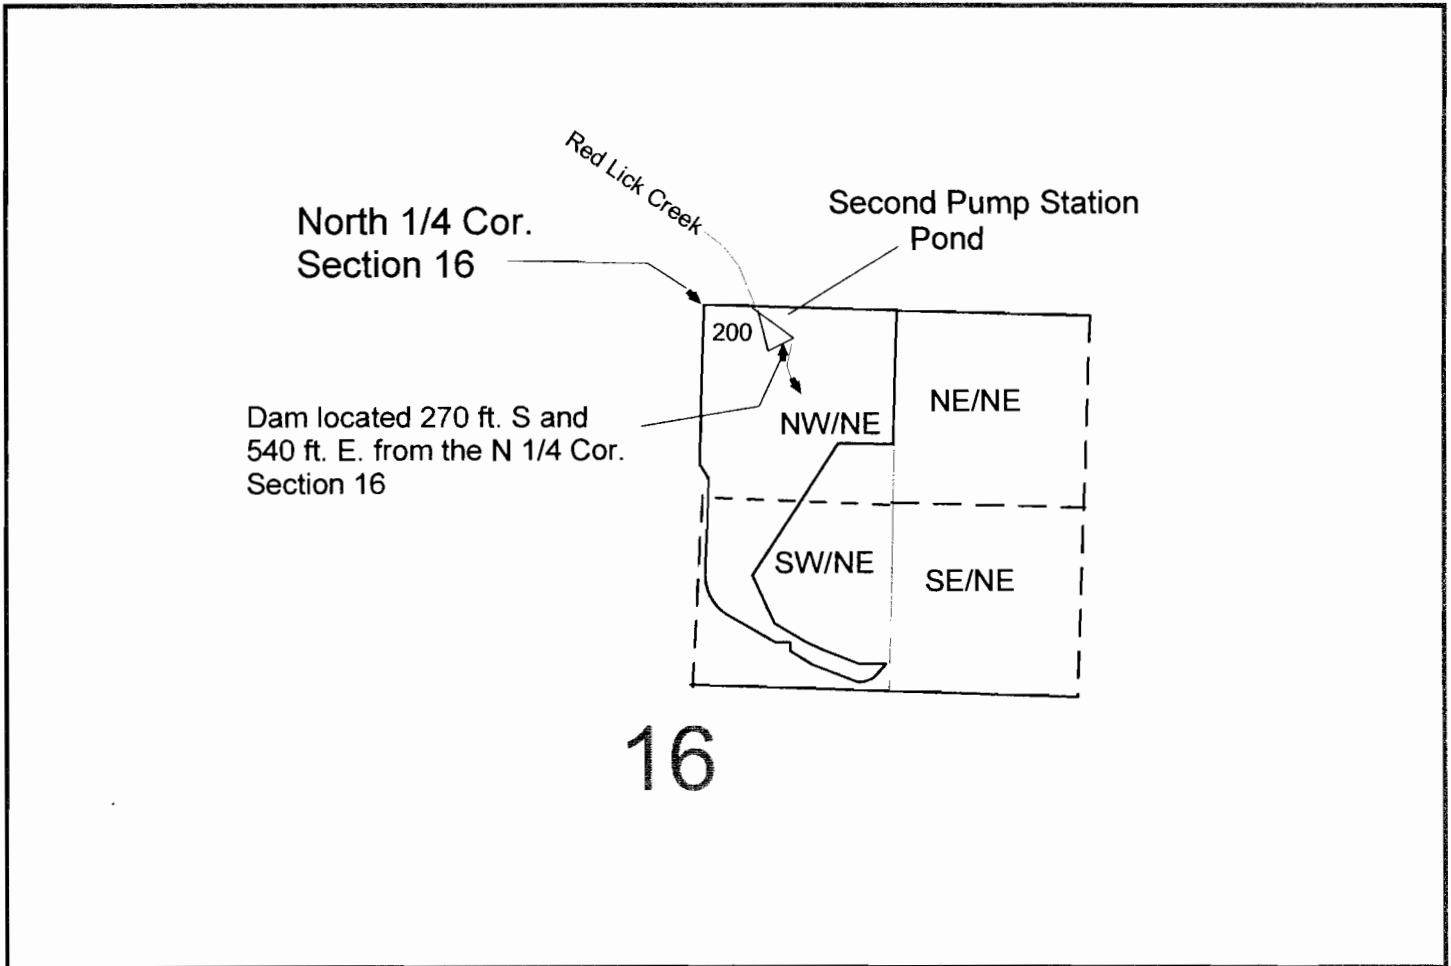 Red Lick Creek
North 1/4 Cor.
Section 16
Second Pump Station
Pond
200
Dam located 270 ft. S and
540 ft. E. from the N 1/4 Cor.
Section 16
NW/NE
NE/NE
SW/NE
SE/NE
16